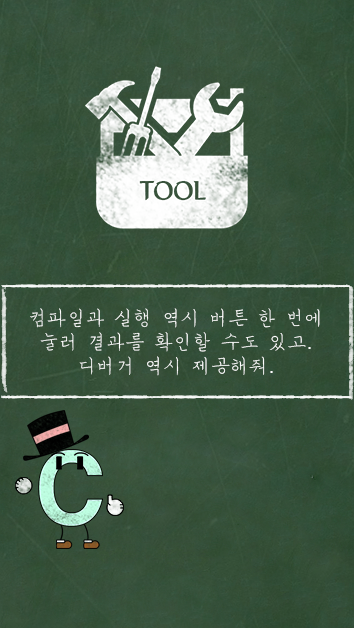 TOOL
컴파일과 실행 역시 버튼 한 번에
눌러 결과를 확인할 수도 있고.
디버거 역시 제공해줘.